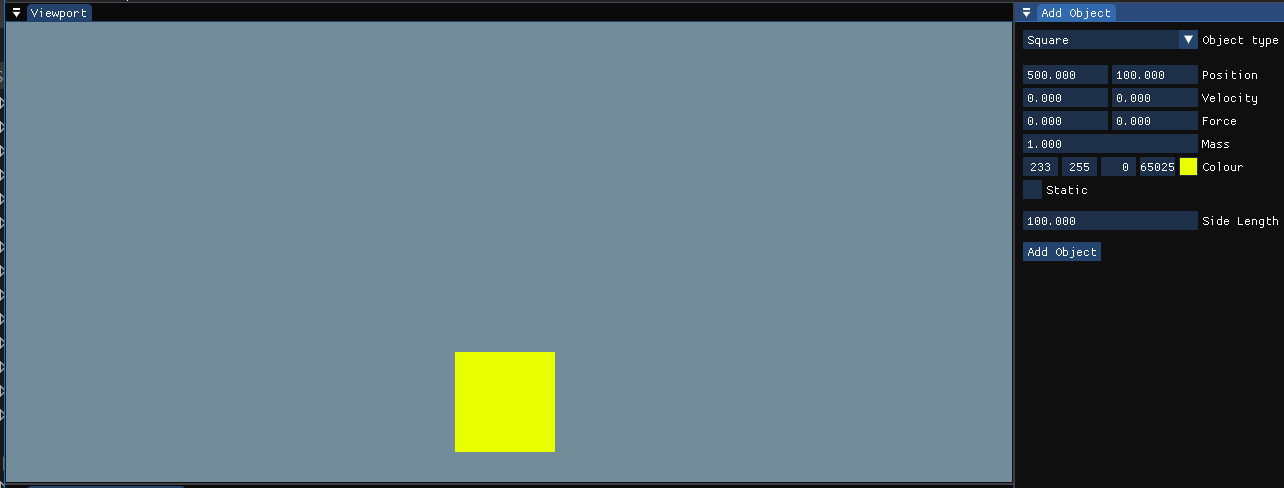 Viewport
Add Object
Square Object type
500.000 100.000 Position
0.000 0.000 Velocity
0.000 0.000 Force
1.000 Mass
233 255 0 65025 Colour
Static
100.000 Side Length
Add Object